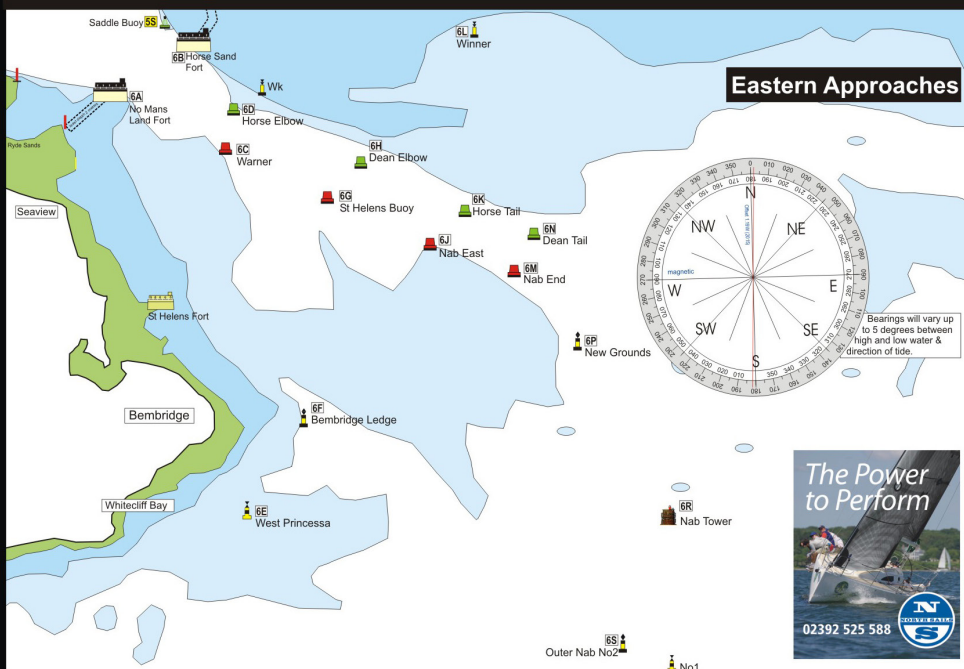 Saddle Buoy 5S
6B Horse Sand
Fort
6L
Winner
Eastern Approaches
6A
No Mans
Land Fort
Wk
6D
Horse Elbow
6C
Warner
6H
Dean Elbow
Ryde Sands
6G
St Helens Buoy
6K
Horse Tail
Seaview
6J
Nab East
6N
Dean Tail
6M
Nab End
N
NE
E
SE
S
SW
W
NW
magnetic
St Helens Fort
Bearings will vary up
to 5 degrees between
high and low water &
direction of tide.
6P
New Grounds
Bembridge
6F
Bembridge Ledge
Whitecliff Bay
6E
West Princessa
6R
Nab Tower
The Power
to Perform
02392 525 588
N
NORTH SAILS
S
6S
Outer Nab No2
No1